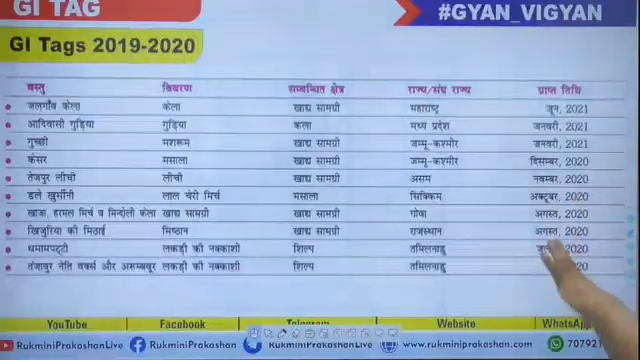 GI TAG
#GYAN_VIGYAN
GI Tags 2019-2020
वस्तु विवरण सम्बन्धित क्षेत्र राज्य/संघ राज्य प्राप्त तिथि
जलगाँव केला केला खाद्य सामग्री महाराष्ट्र जून, 2021
आदिवासी गुड़िया गुड़िया कला मध्य प्रदेश जनवरी, 2021
गुच्छी मशरूम खाद्य सामग्री जम्मू-कश्मीर जनवरी, 2021
केसर मसाला खाद्य सामग्री जम्मू-कश्मीर दिसम्बर, 2020
तेजपुर लीची लीची खाद्य सामग्री असम नवम्बर, 2020
डले खुर्सानी लाल चेरी मिर्च मसाला सिक्किम अक्टूबर, 2020
खाजा, हरमल मिर्च व मिन्दोली केला खाद्य सामग्री खाद्य सामग्री गोवा अगस्त, 2020
खिजुरिया की मिठाई मिष्ठान खाद्य सामग्री राजस्थान अगस्त, 2020
धमामपट्टी लकड़ी की नक्काशी शिल्प तमिलनाडु 2020
तंजावुर नेति वर्क्स और अरुम्बवूर लकड़ी की नक्काशी शिल्प तमिलनाडु 2020
YouTube Facebook Telegram Website WhatsApp
RukminiPrakashanLive RukminiPrakashan RukminiPrakashanLive www.rukminiprakashan.com 707921